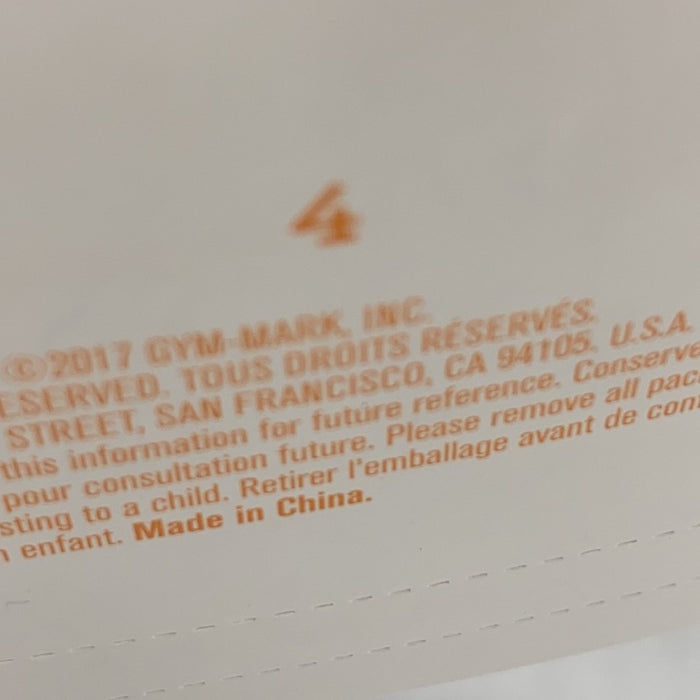 4
©2017 GYM-MARK, INC.
ESERVED. TOUS DROITS RÉSERVÉS.
STREET, SAN FRANCISCO, CA 94105, U.S.A.
this information for future reference. Conserve
pour consultation future. Please remove all pac
sting to a child. Retirer l'emballage avant de con
n enfant. Made in China.